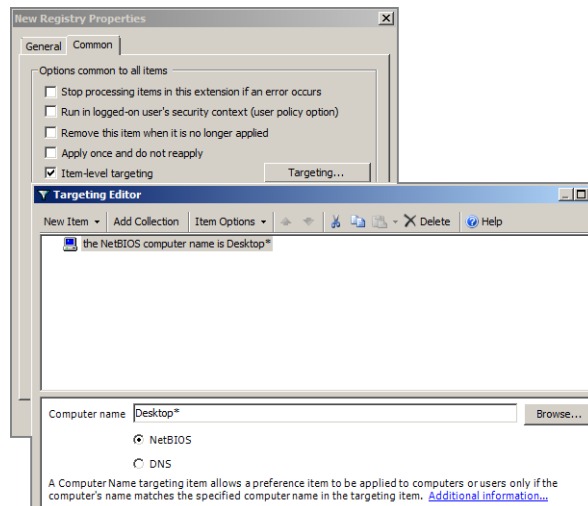 New Registry Properties
General Common
Options common to all items
Stop processing items in this extension if an error occurs
Run in logged-on user's security context (user policy option)
Remove this item when it is no longer applied
Apply once and do not reapply
Item-level targeting Targeting...
Targeting Editor
New Item Add Collection Item Options Delete Help
the NetBIOS computer name is Desktop*
Computer name Desktop* Browse...
NetBIOS
DNS
A Computer Name targeting item allows a preference item to be applied to computers or users only if the
computer's name matches the specified computer name in the targeting item. Additional information...